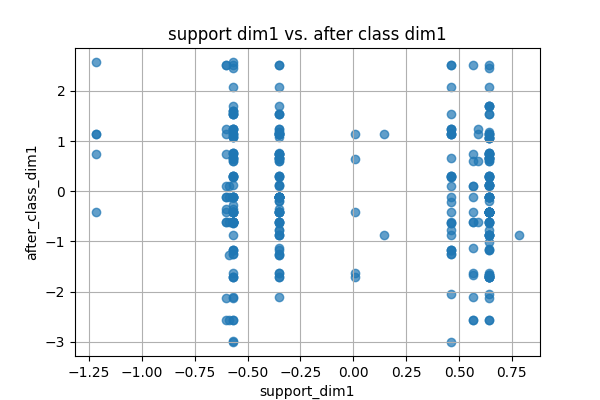 support dim1 vs. after class dim1
after_class_dim1
2
1
0
−1
−2
−3
−1.25 −1.00 −0.75 −0.50 −0.25 0.00 0.25 0.50 0.75
support_dim1